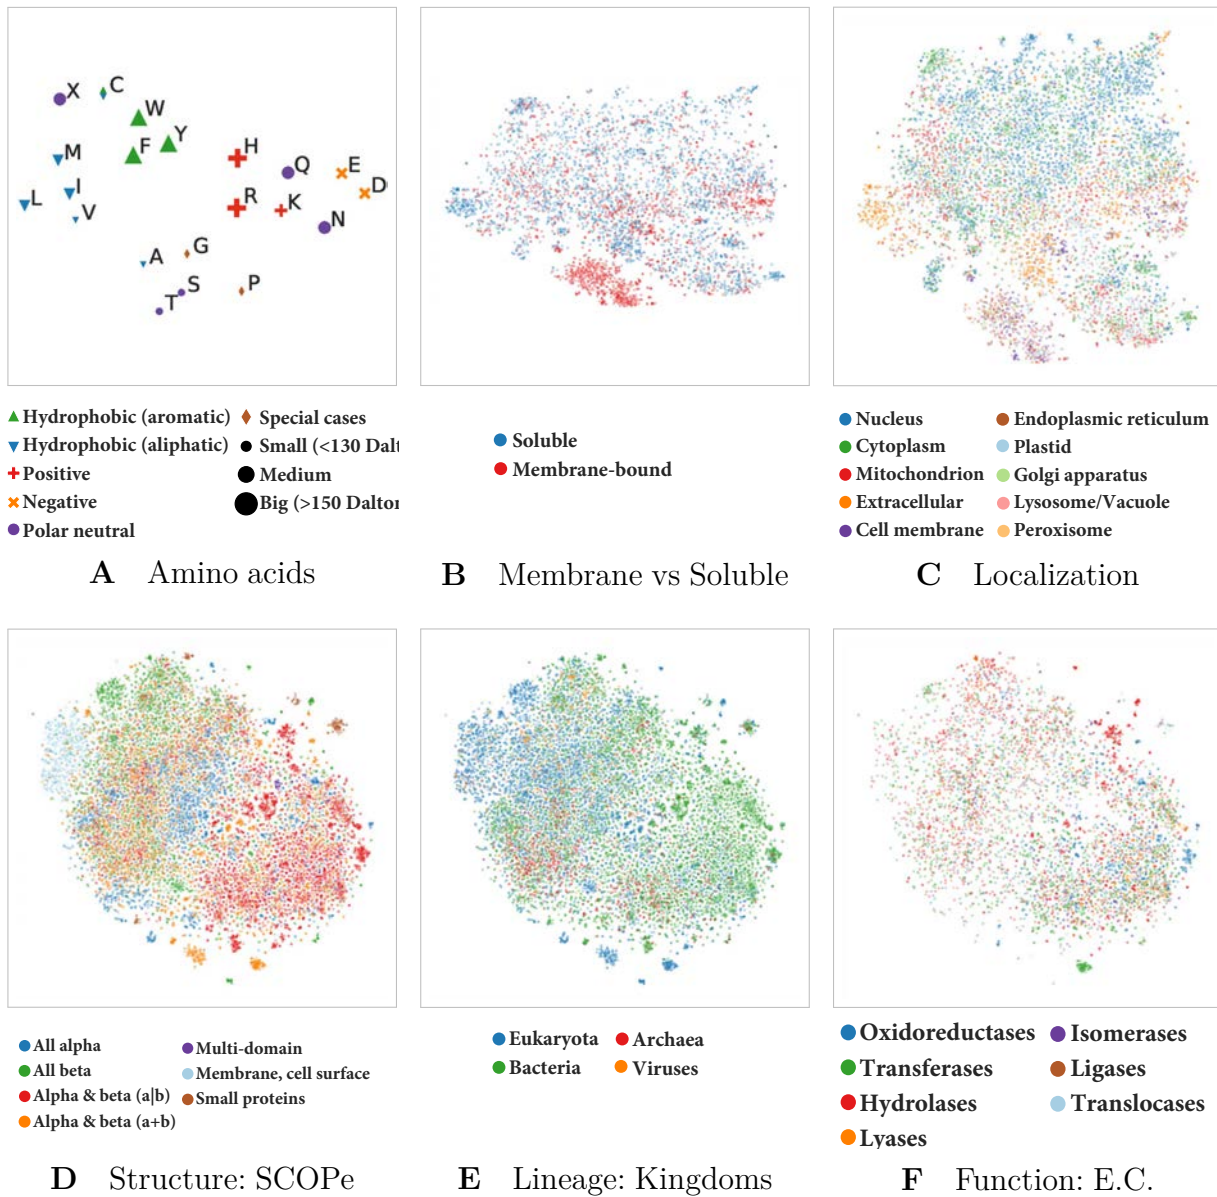 X
C
W
F
Y
M
H
Q
E
D
L
I
V
R
K
N
A
G
S
P
T
Hydrophobic (aromatic)
Hydrophobic (aliphatic)
Positive
Negative
Polar neutral
Special cases
Small (<130 Dalt
Medium
Big (>150 Dalton
A Amino acids
Soluble
Membrane-bound
B Membrane vs Soluble
Nucleus
Cytoplasm
Mitochondrion
Extracellular
Cell membrane
Endoplasmic reticulum
Plastid
Golgi apparatus
Lysosome/Vacuole
Peroxisome
C Localization
All alpha
All beta
Alpha & beta (a|b)
Alpha & beta (a+b)
Multi-domain
Membrane, cell surface
Small proteins
D Structure: SCOPe
Eukaryota
Bacteria
Archaea
Viruses
E Lineage: Kingdoms
Oxidoreductases
Transferases
Hydrolases
Lyases
Isomerases
Ligases
Translocases
F Function: E.C.